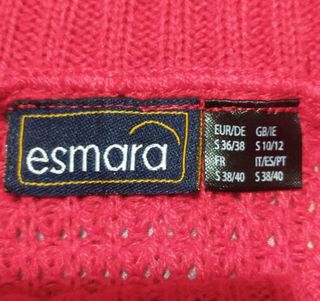 esmara
EUR/DE GB/IE
S 36/38 S 10/12
FR IT/ES/PT
S 38/40 S 38/40